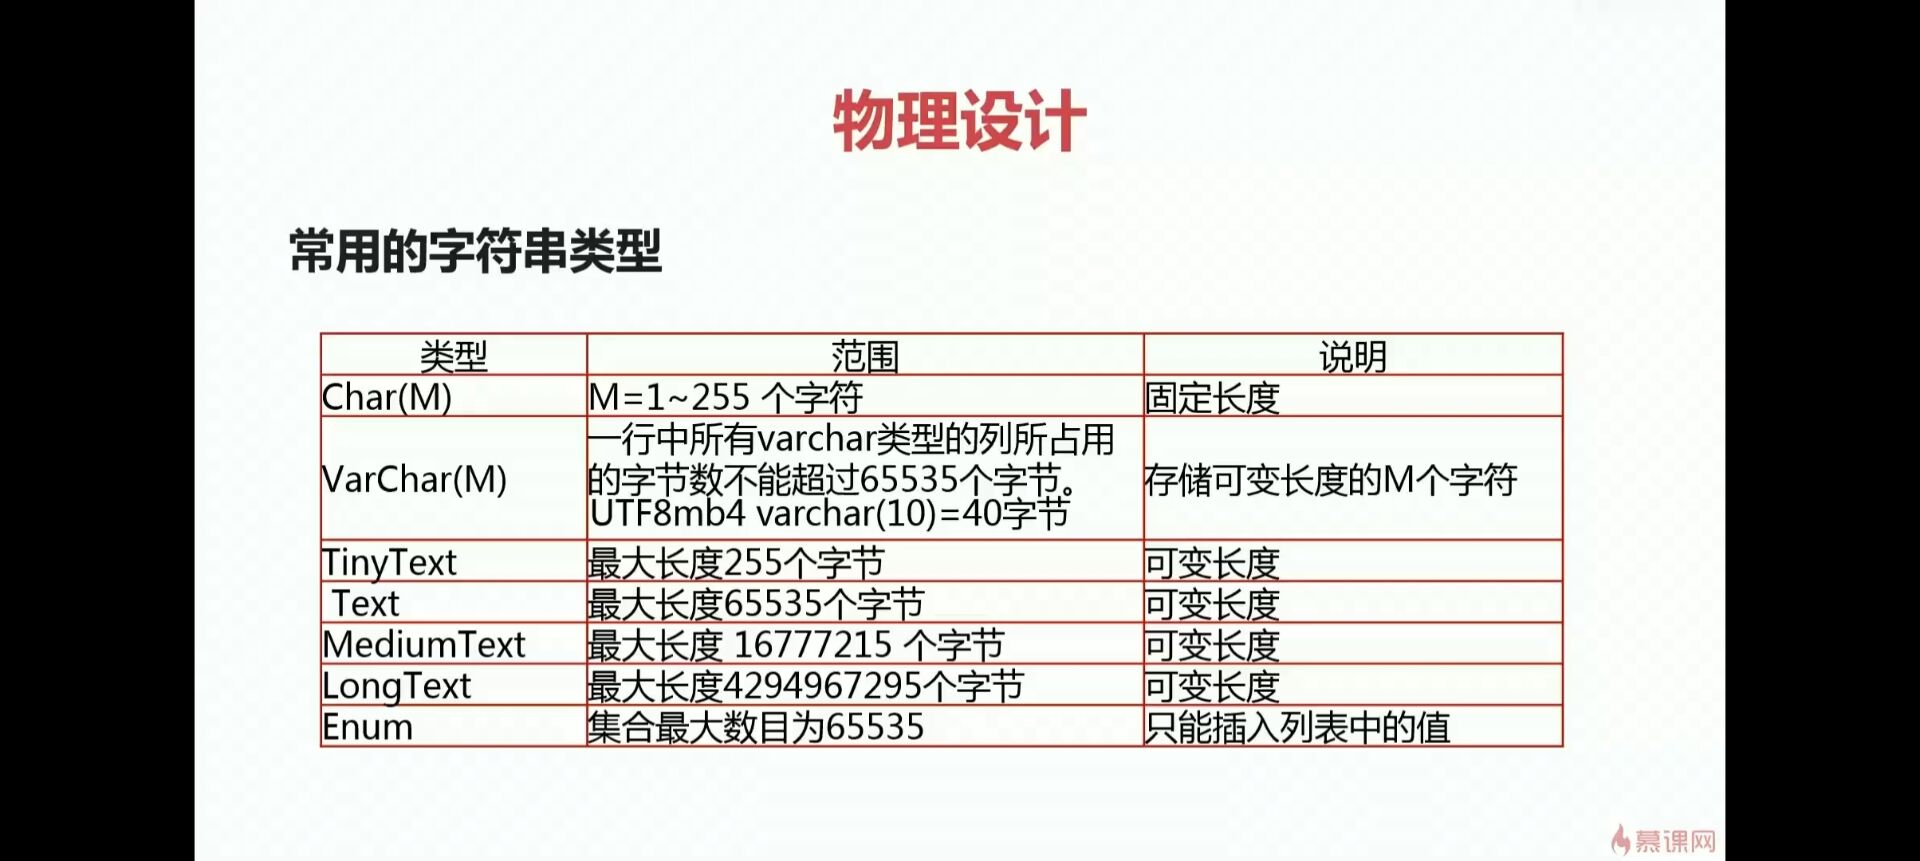 物理设计
常用的字符串类型
类型 范围 说明
Char(M) M=1~255 个字符 固定长度
VarChar(M) 一行中所有varchar类型的列所占用
的字节数不能超过65535个字节。
UTF8mb4 varchar(10)=40字节 存储可变长度的M个字符
TinyText 最大长度255个字节 可变长度
Text 最大长度65535个字节 可变长度
MediumText 最大长度 16777215 个字节 可变长度
LongText 最大长度4294967295个字节 可变长度
Enum 集合最大数目为65535 只能插入列表中的值
慕课网